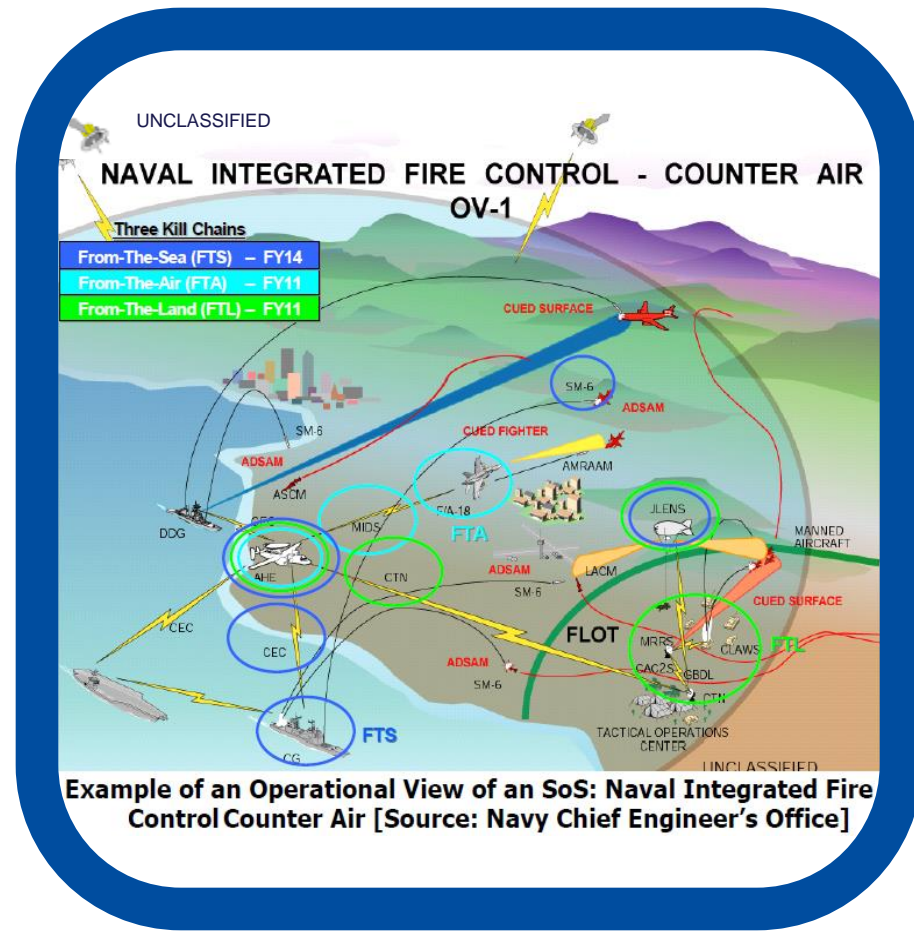 UNCLASSIFIED
NAVAL INTEGRATED FIRE CONTROL - COUNTER AIR
OV-1
Three Kill Chains
From-The-Sea (FTS) – FY14
From-The-Air (FTA) – FY11
From-The-Land (FTL) – FY11
CUED SURFACE
SM-6
ADSAM
SM-6
CUED FIGHTER
ADSAM
AMRAAM
ASCM
F/A-18
JLENS
DDG
CEC
MIDS
FTA
MANNED
AIRCRAFT
AHE
CTN
ADSAM
LACM
SM-6
CUED SURFACE
CEC
FLOT
MRRS
CLAWS
FTL
CEC
CAC2S
GBDL
ADSAM
SM-6
CTN
FTS
TACTICAL OPERATIONS
CENTER
CG
UNCLASSIFIED
Example of an Operational View of an SoS: Naval Integrated Fire
Control Counter Air [Source: Navy Chief Engineer's Office]